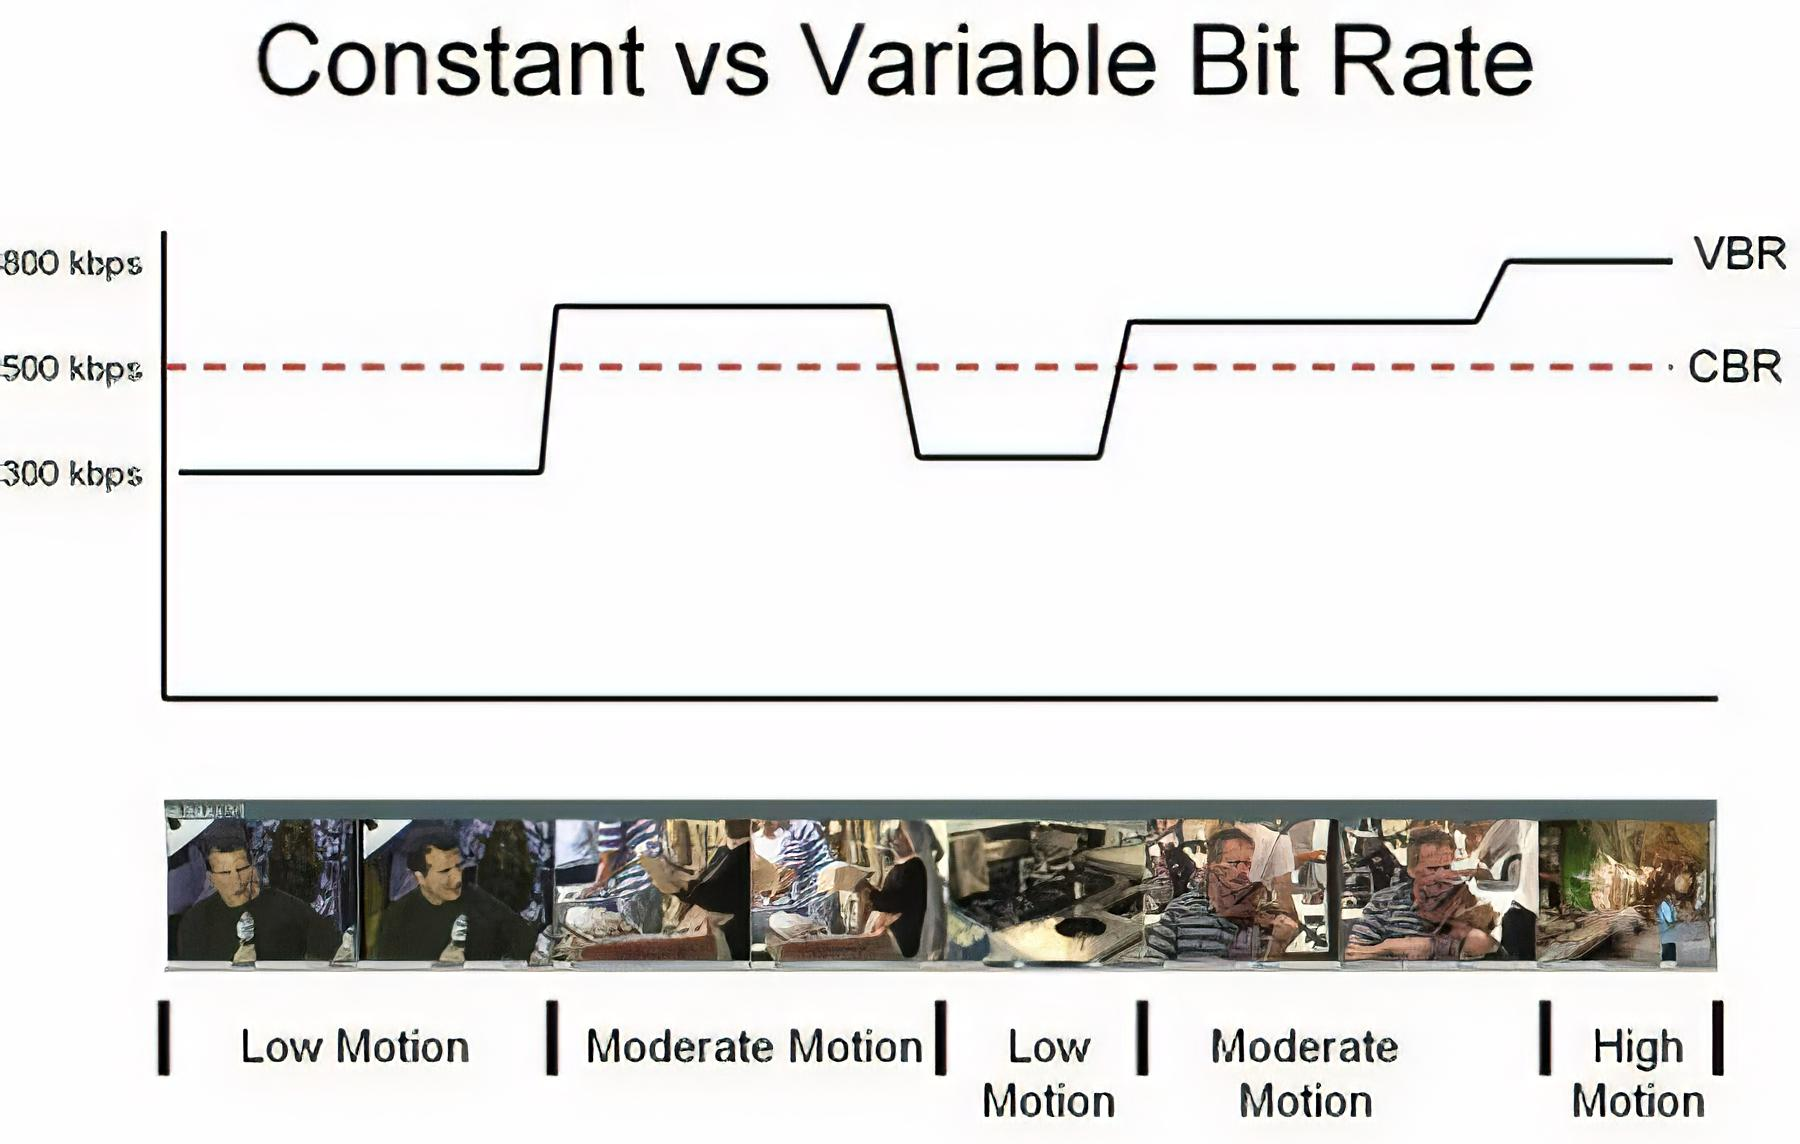 Constant vs Variable Bit Rate
800 kbps
VBR
500 kbps
CBR
300 kbps
Low Motion
Moderate Motion
Low
Motion
Moderate
Motion
High
Motion